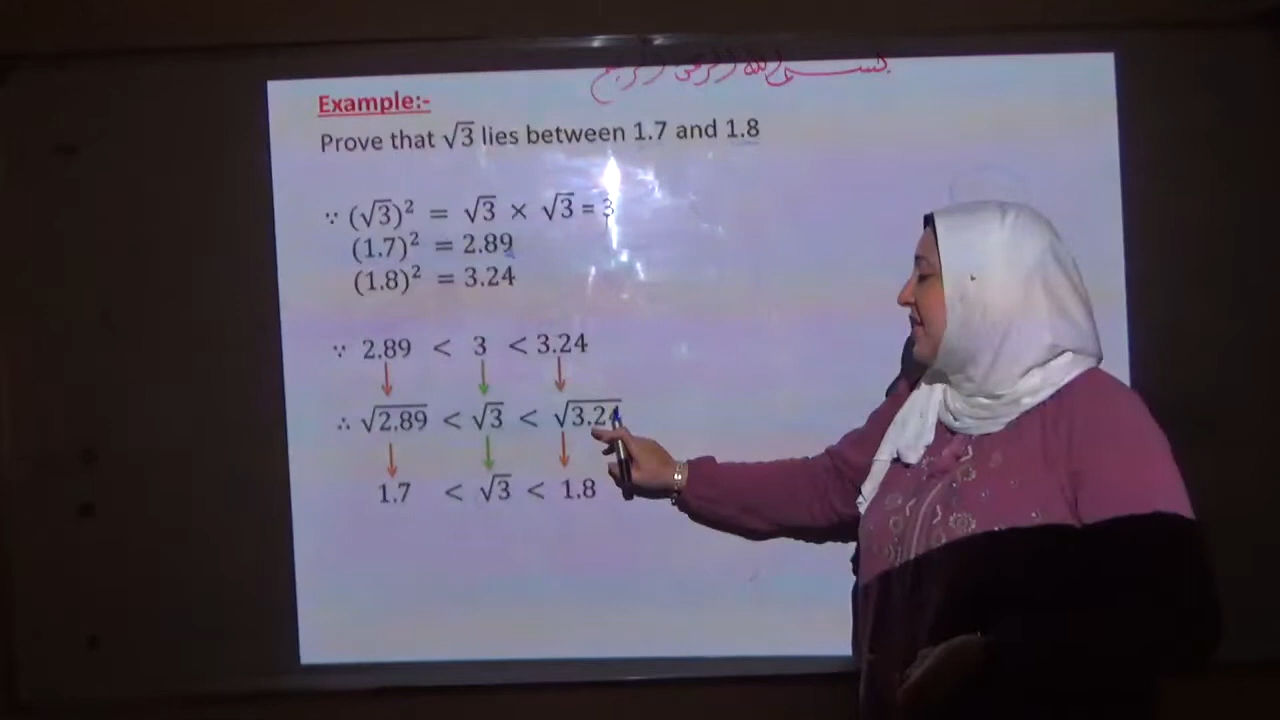 بسم الله الرحمن الرحيم
Example:-
Prove that √3 lies between 1.7 and 1.8
∵ (√3)² = √3 × √3 = 3
(1.7)² = 2.89
(1.8)² = 3.24
∵ 2.89 < 3 < 3.24
∴ √2.89 < √3 < √3.24
1.7 < √3 < 1.8